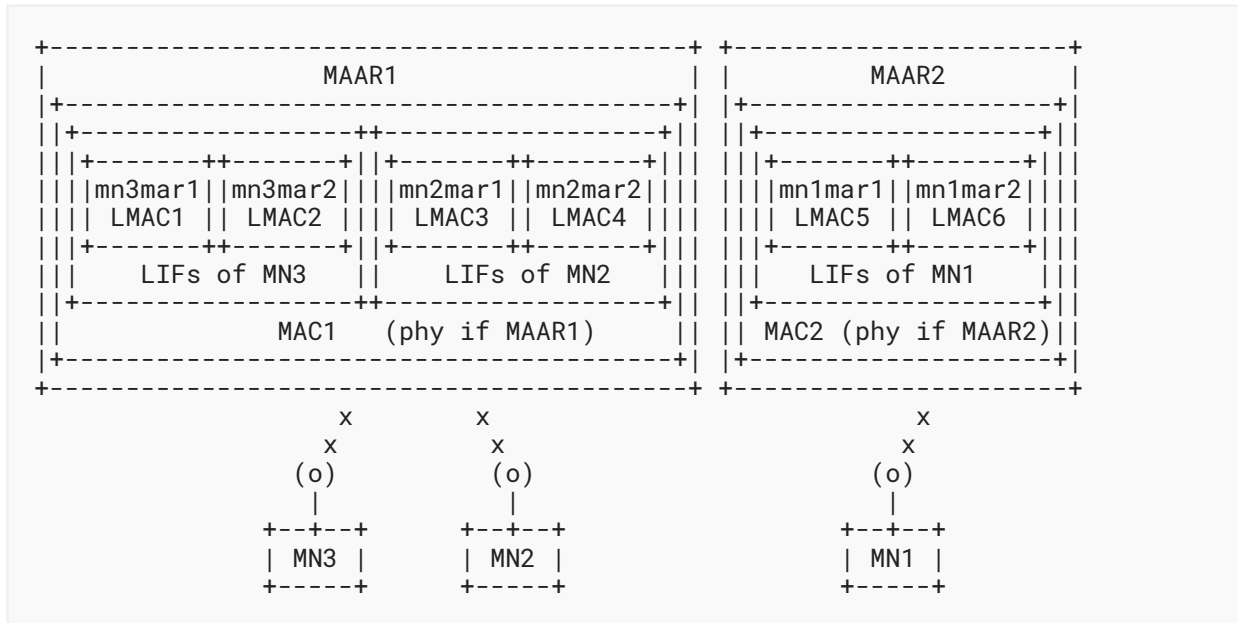 MAAR1 MAAR2
mn3mar1 mn3mar2 mn2mar1 mn2mar2 mn1mar1 mn1mar2
LMAC1 LMAC2 LMAC3 LMAC4 LMAC5 LMAC6
LIFs of MN3 LIFs of MN2 LIFs of MN1
MAC1 (phy if MAAR1) MAC2 (phy if MAAR2)
x x x
x x x
(o) (o) (o)
MN3 MN2 MN1